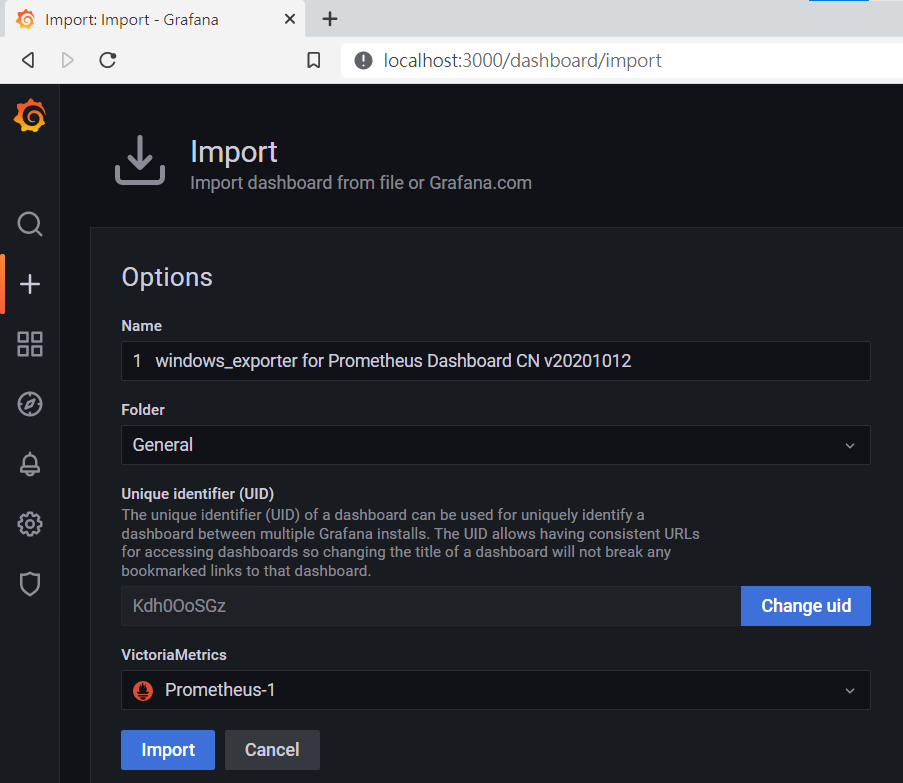 Import: Import - Grafana
localhost:3000/dashboard/import
Import
Import dashboard from file or Grafana.com
Options
Name
1 windows_exporter for Prometheus Dashboard CN v20201012
Folder
General
Unique identifier (UID)
The unique identifier (UID) of a dashboard can be used for uniquely identify a
dashboard between multiple Grafana installs. The UID allows having consistent URLs
for accessing dashboards so changing the title of a dashboard will not break any
bookmarked links to that dashboard.
Kdh0OoSGz
Change uid
VictoriaMetrics
Prometheus-1
Import
Cancel